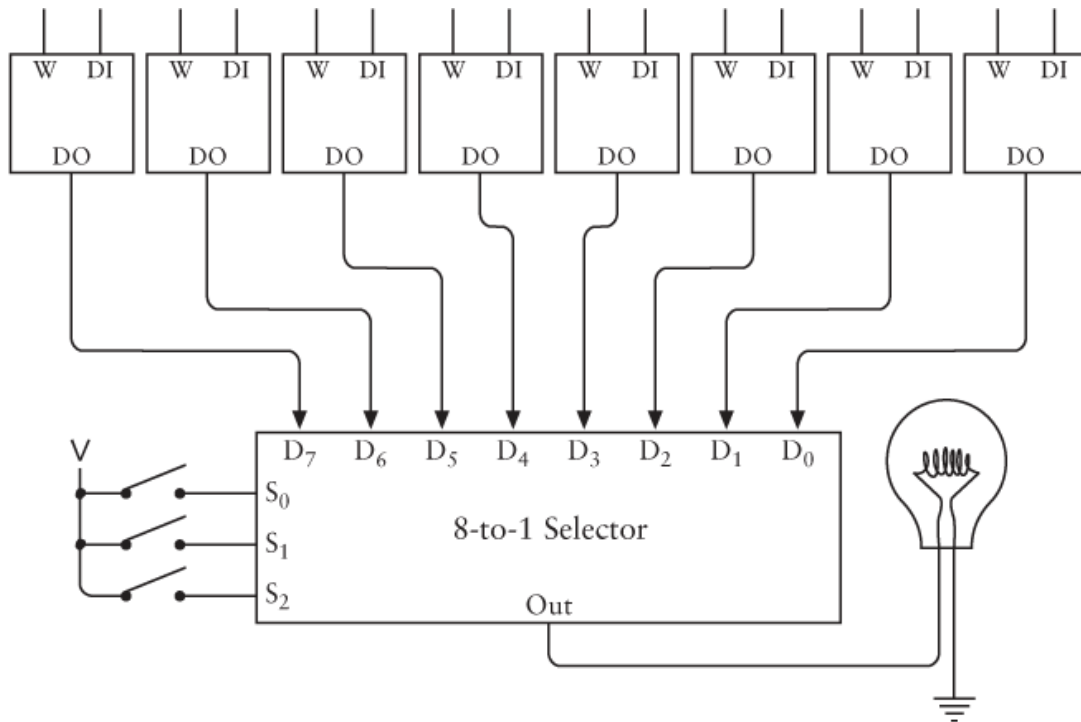 W DI W DI W DI W DI W DI W DI W DI W DI
DO DO DO DO DO DO DO DO
V
D₇ D₆ D₅ D₄ D₃ D₂ D₁ D₀
S₀
8-to-1 Selector
S₁
S₂
Out